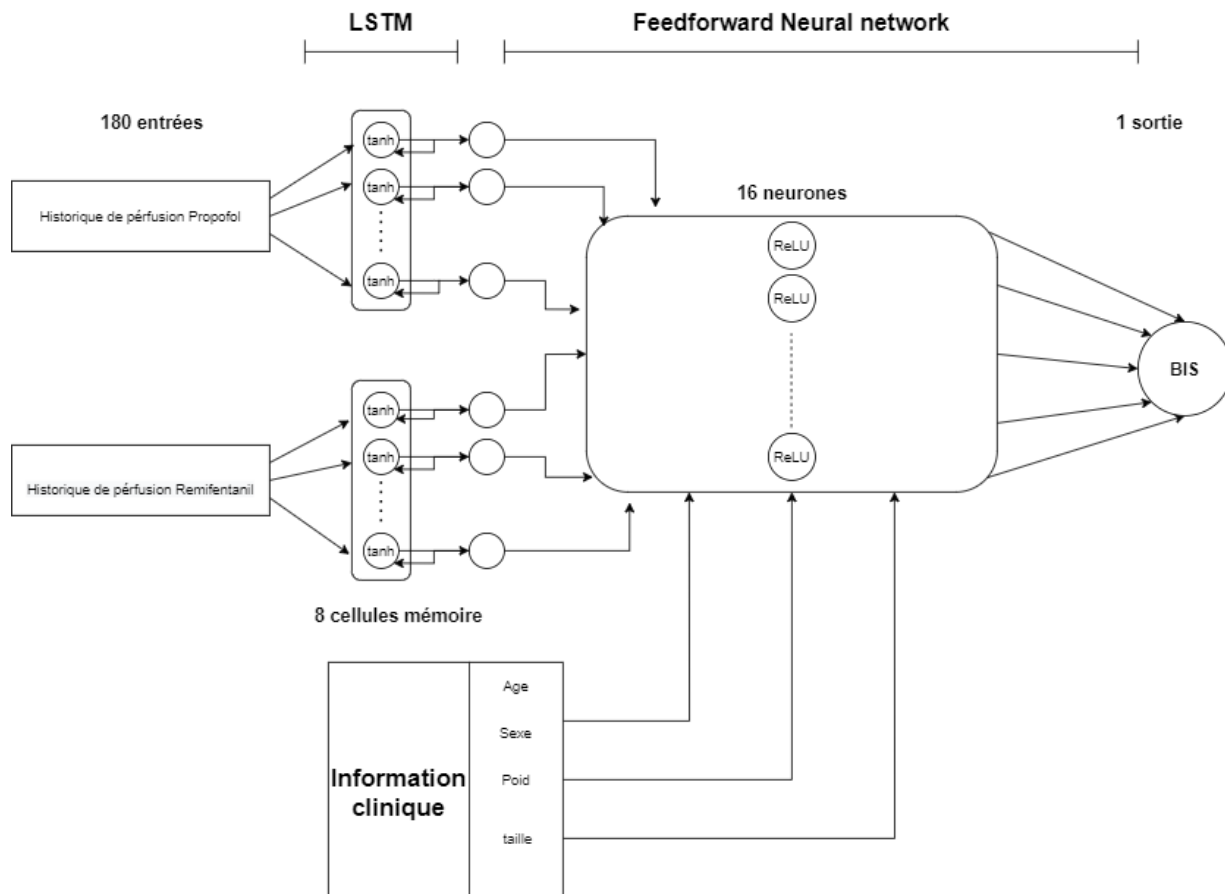 LSTM
Feedforward Neural network
180 entrées
1 sortie
tanh
tanh
tanh
Historique de pérfusion Propofol
16 neurones
ReLU
ReLU
ReLU
BIS
tanh
tanh
tanh
Historique de pérfusion Remifentanil
8 cellules mémoire
Information
clinique
Age
Sexe
Poid
taille